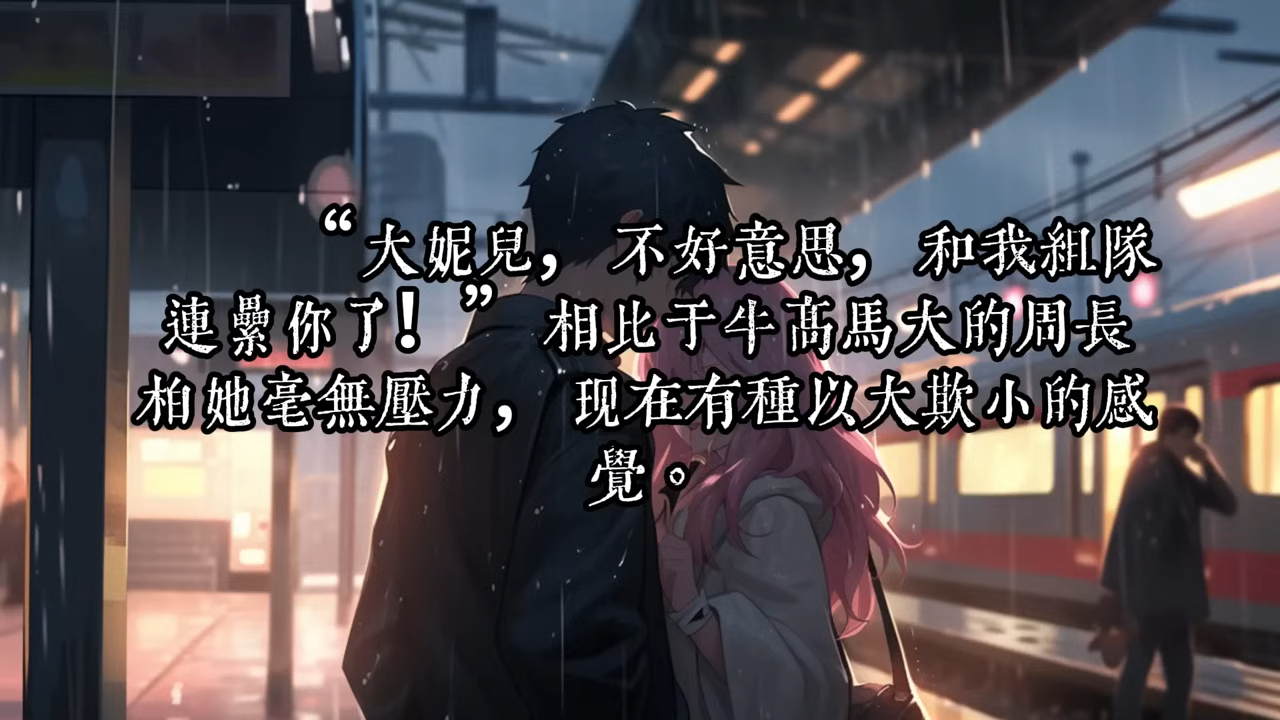 “大妮兒，不好意思，和我組隊
連纍你了！”相比于牛高馬大的周長
柏她毫無壓力，现在有種以大欺小的感
覺。